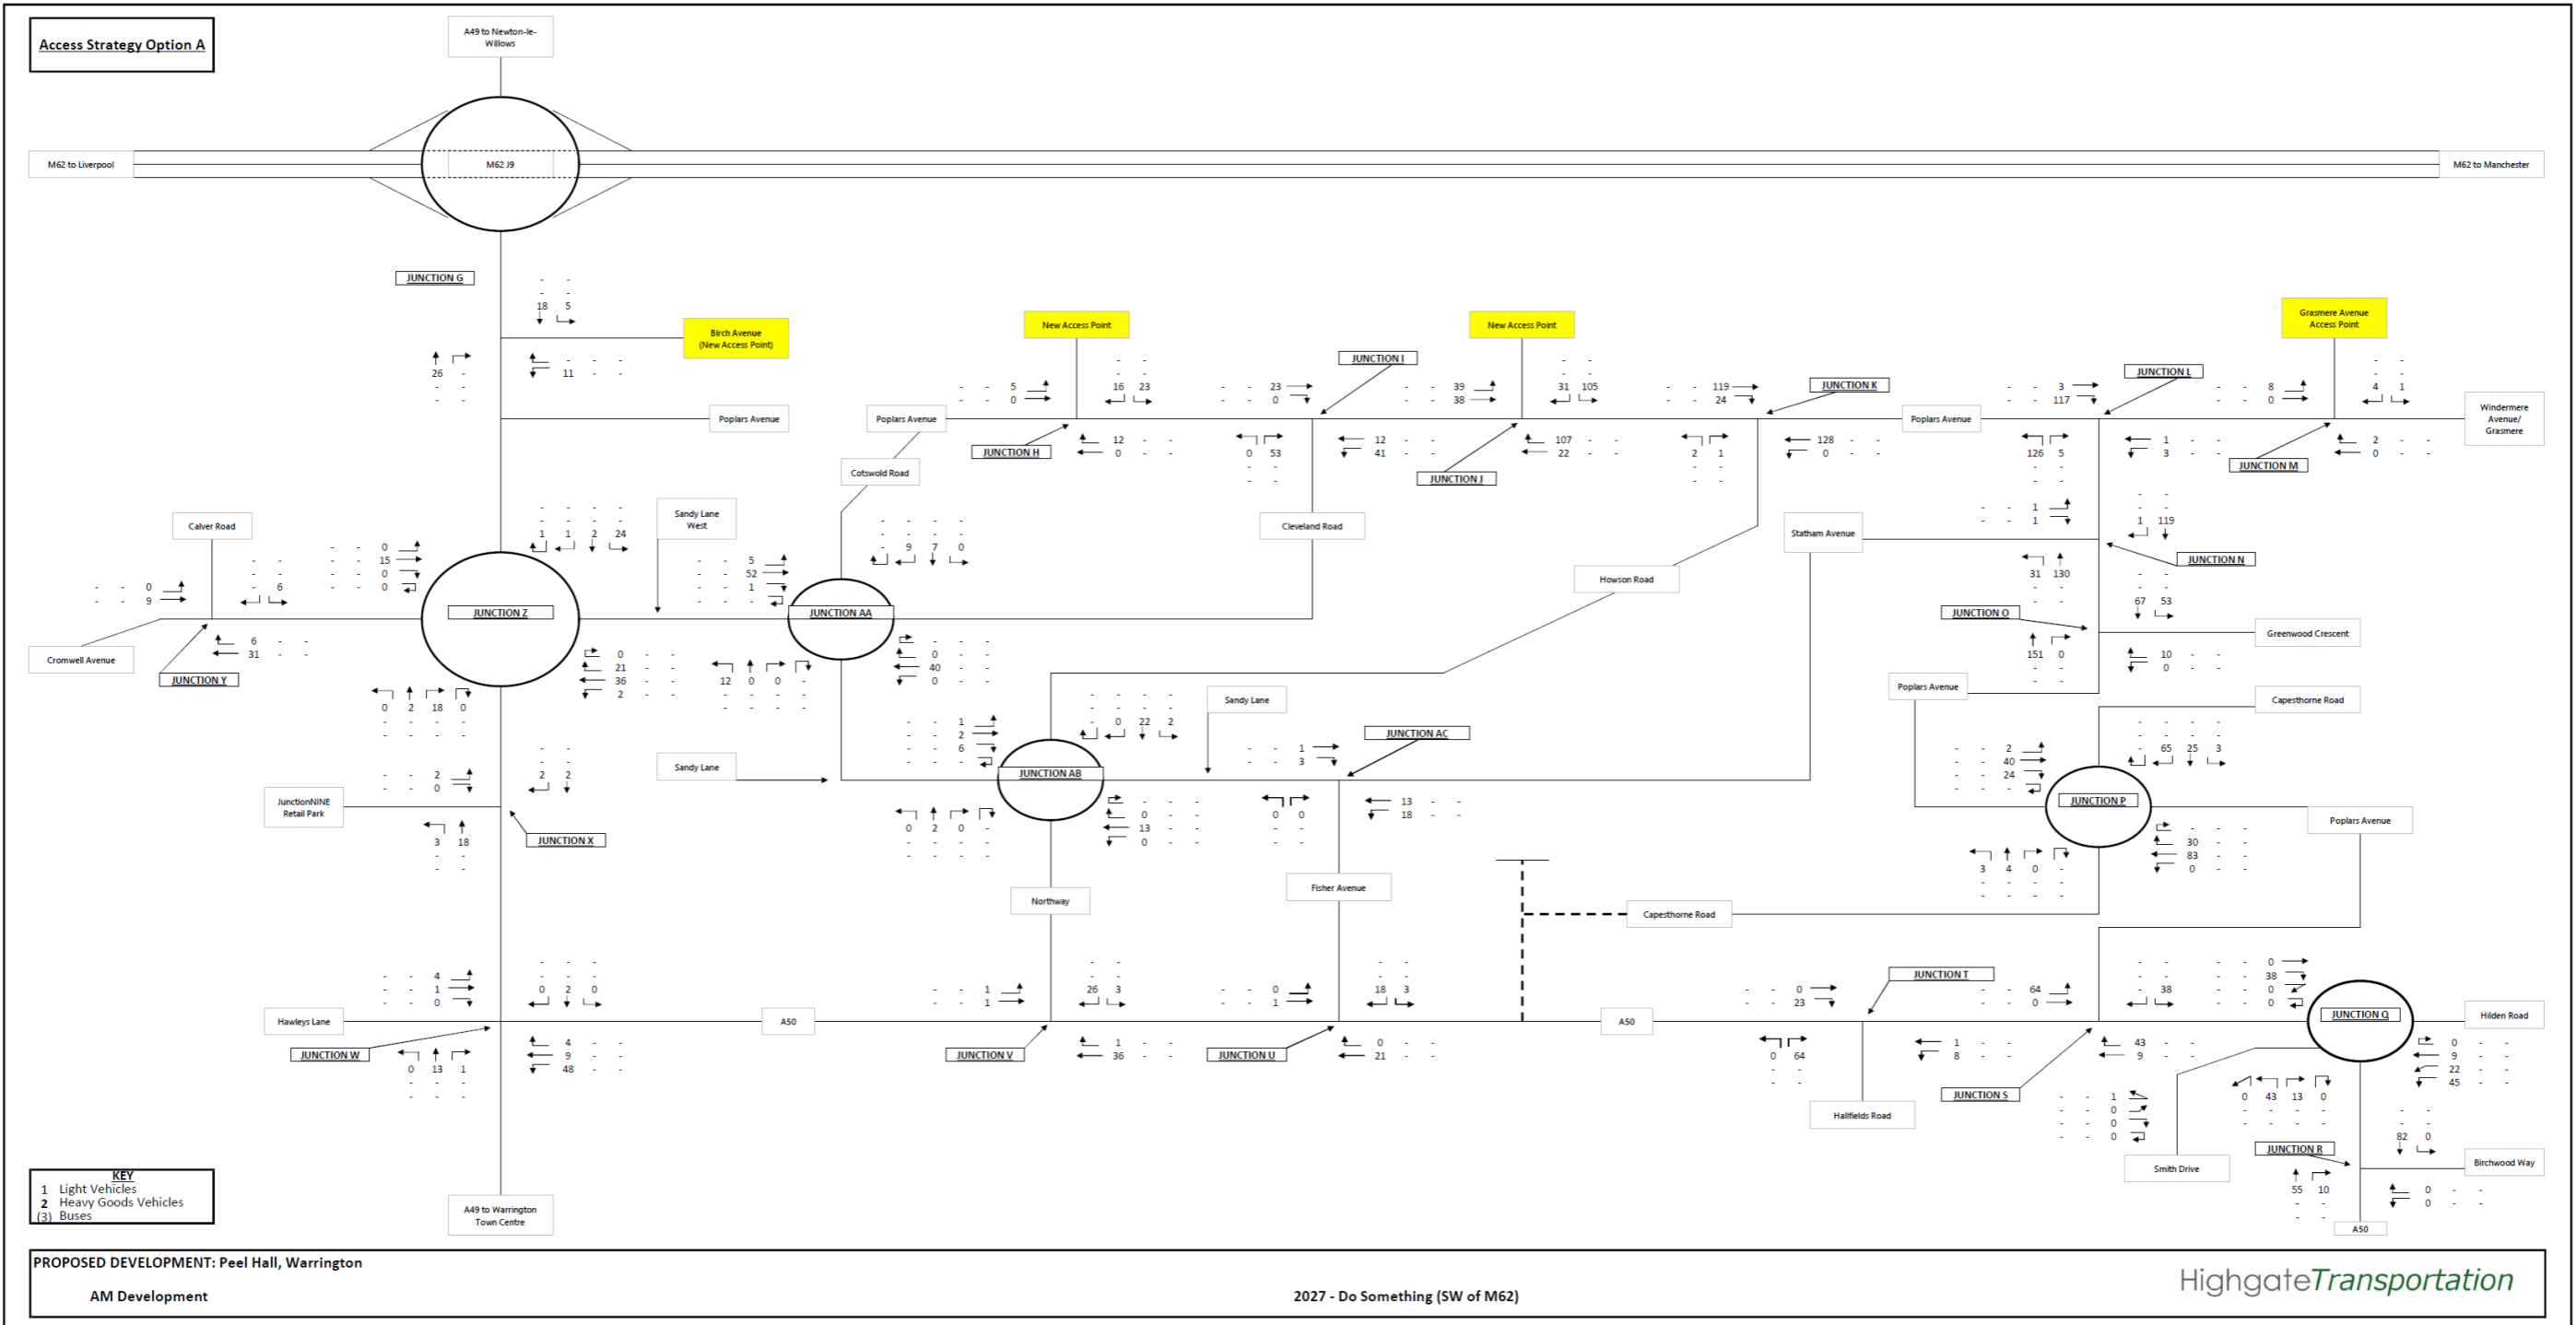 Access Strategy Option A
A49 to Newton-le-
Willows
M62 to Liverpool
M62 J9
M62 to Manchester
JUNCTION G
- -
- -
18 5
Birch Avenue
(New Access Point)
26 -
- -
- -
- - -
11 - -
Poplars Avenue
New Access Point
New Access Point
Grasmere Avenue
Access Point
Poplars Avenue
- - 5
- - 0
- -
- -
16 23
JUNCTION H
12 - -
0 - -
- - 23
- - 0
JUNCTION I
0 53
- -
- -
12 - -
41 - -
- - 39
- - 38
- -
- -
31 105
JUNCTION J
107 - -
22 - -
- - 119
- - 24
JUNCTION K
2 1
- -
- -
128 - -
0 - -
Poplars Avenue
- - 3
- - 117
JUNCTION L
126 5
- -
- -
1 - -
3 - -
- - 8
- - 0
- -
- -
4 1
JUNCTION M
2 - -
0 - -
Windermere
Avenue/
Grasmere
Cotswold Road
Calver Road
- - 0
- - 9
- -
- -
- 6
Cromwell Avenue
JUNCTION Y
6 - -
31 - -
- - 0
- - 15
- - 0
- - 0
- - - -
- - - -
1 1 2 24
JUNCTION Z
0 2 18 0
- - - -
- - - -
0 - -
21 - -
36 - -
2 - -
Sandy Lane
West
- - 5
- - 52
- - 1
- - -
- - - -
- - - -
- 9 7 0
JUNCTION AA
12 0 0 -
- - - -
- - - -
- - -
0 - -
40 - -
0 - -
Cleveland Road
Howson Road
Statham Avenue
- - 1
- - 1
- -
- -
1 119
JUNCTION N
31 130
- -
- -
- -
- -
67 53
JUNCTION O
151 0
- -
- -
10 - -
0 - -
Greenwood Crescent
Poplars Avenue
Capesthorne Road
- - 2
- - 40
- - 24
- - -
- - - -
- - - -
- 65 25 3
JUNCTION P
3 4 0 -
- - - -
- - - -
- - -
30 - -
83 - -
0 - -
Poplars Avenue
Sandy Lane
- - 1
- - 2
- - 6
- - -
- - - -
- - - -
- 0 22 2
JUNCTION AB
0 2 0 -
- - - -
- - - -
- - -
0 - -
13 - -
0 - -
Sandy Lane
- - 1
- - 3
JUNCTION AC
0 0
- -
- -
13 - -
18 - -
JunctionNINE
Retail Park
- - 2
- - 0
- -
- -
2 2
3 18
- -
- -
JUNCTION X
Northway
Fisher Avenue
Capesthorne Road
Hawleys Lane
- - 4
- - 1
- - 0
- - -
- - -
0 2 0
JUNCTION W
0 13 1
- - -
- - -
4 - -
9 - -
48 - -
A50
- - 1
- - 1
- -
- -
26 3
JUNCTION V
1 - -
36 - -
- - 0
- - 1
- -
- -
18 3
JUNCTION U
0 - -
21 - -
A50
- - 0
- - 23
JUNCTION T
0 64
- -
- -
1 - -
8 - -
Hallfields Road
- - 64
- - 0
- -
- -
- 38
JUNCTION S
43 - -
9 - -
- - 0
- - 38
- - 0
- - 0
JUNCTION Q
Hilden Road
0 - -
9 - -
22 - -
45 - -
- - 1
- - 0
- - 0
- - 0
0 43 13 0
- - - -
- - - -
Smith Drive
- -
- -
82 0
JUNCTION R
Birchwood Way
55 10
- -
- -
0 - -
0 - -
A50
KEY
1 Light Vehicles
2 Heavy Goods Vehicles
(3) Buses
A49 to Warrington
Town Centre
PROPOSED DEVELOPMENT: Peel Hall, Warrington
AM Development
2027 - Do Something (SW of M62)
HighgateTransportation